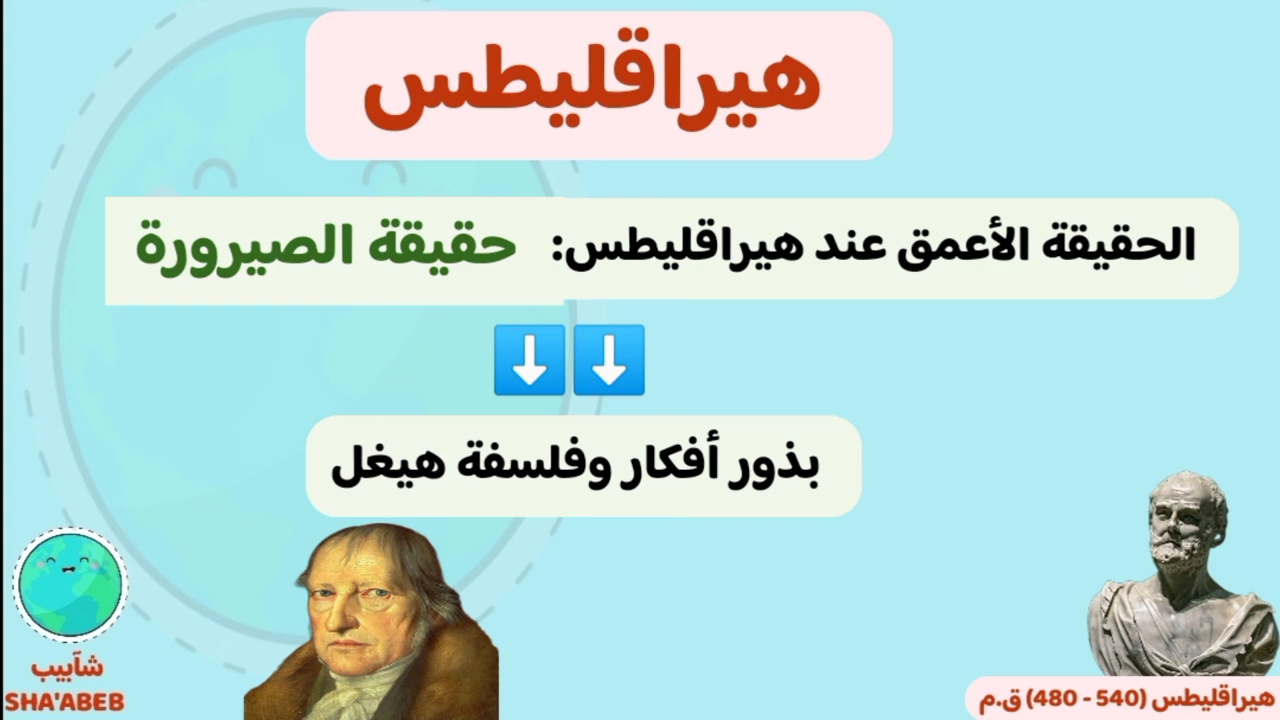 هيراقليطس
الحقيقة الأعمق عند هيراقليطس: حقيقة الصيرورة
بذور أفكار وفلسفة هيغل
شآبيب
SHA'ABEB
هيراقليطس (540 - 480) ق.م